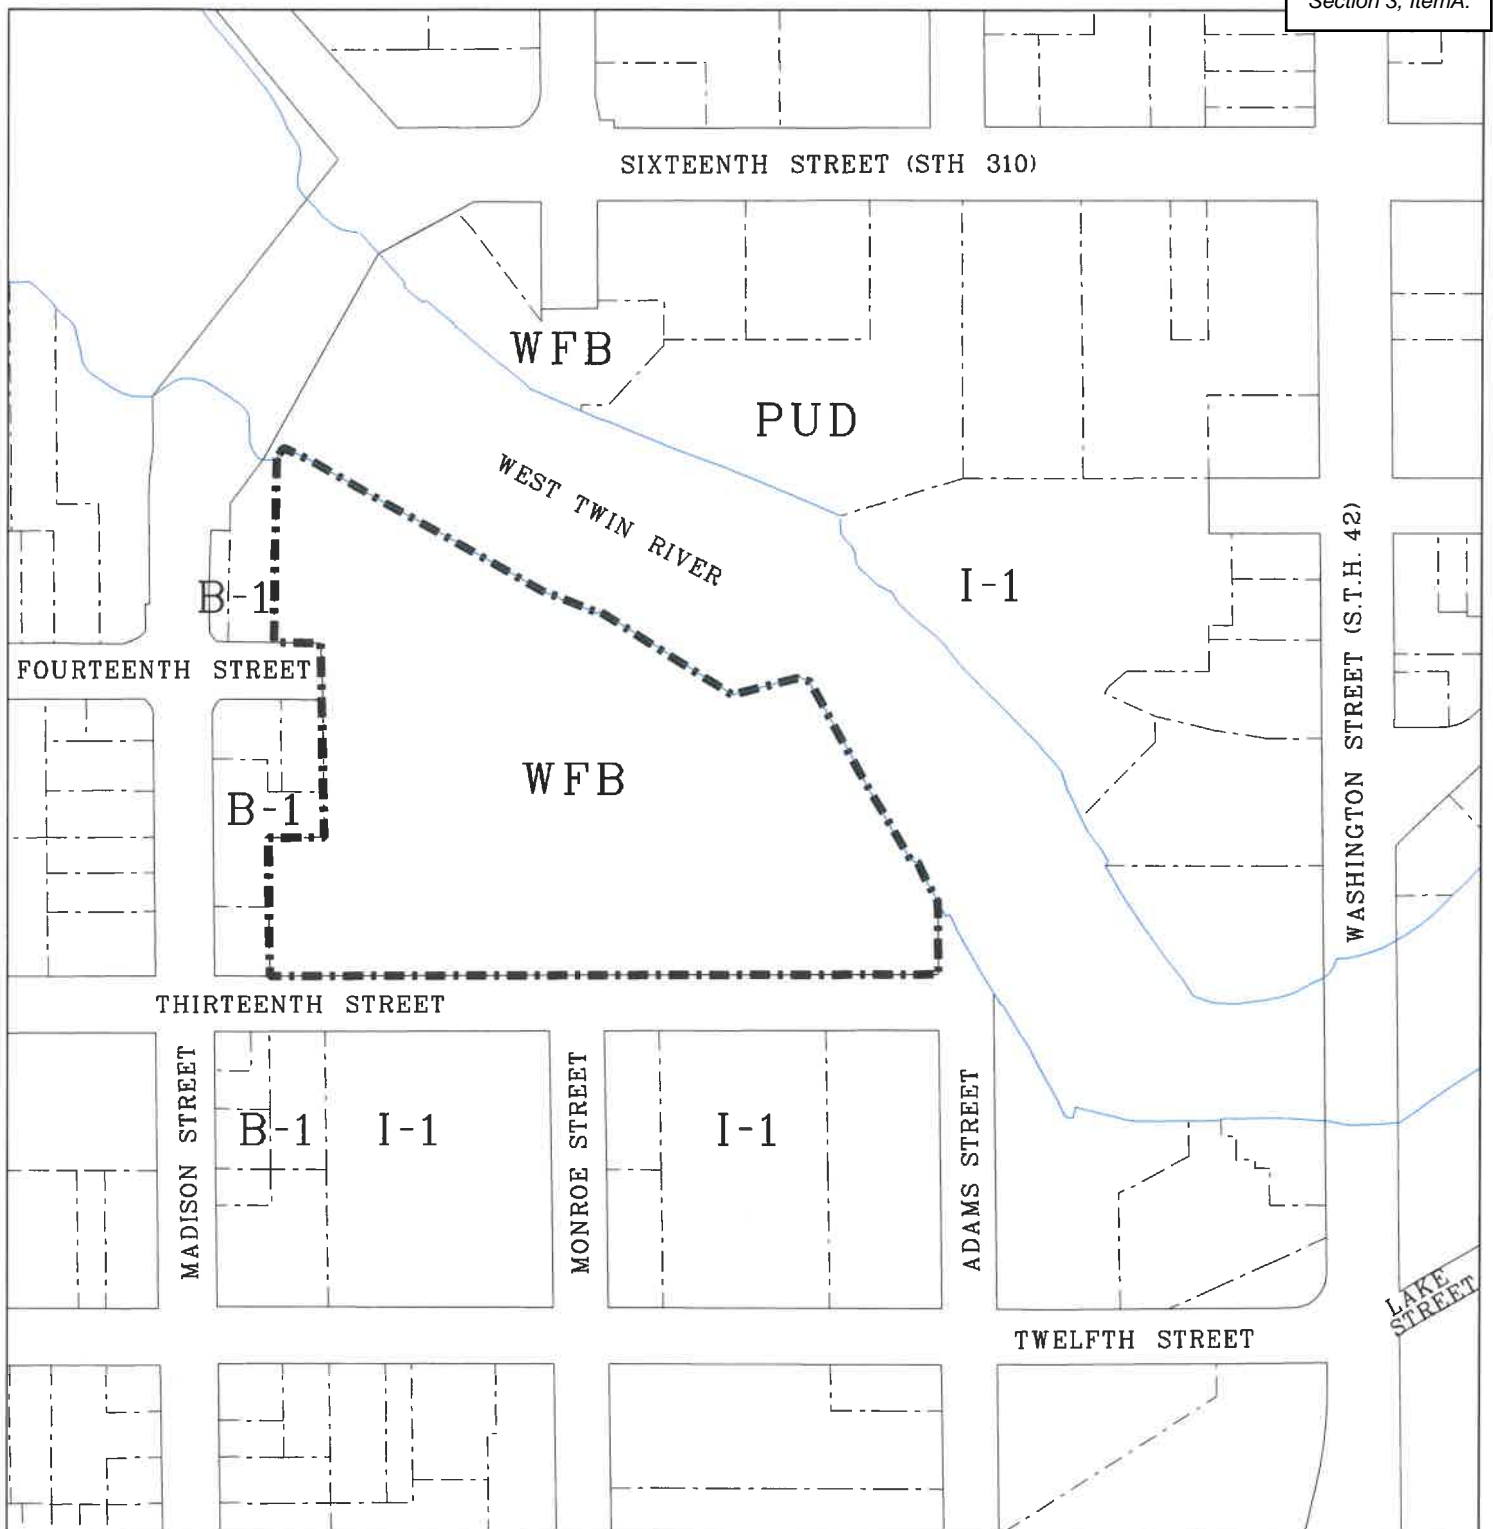 Section 3, ItemA.
SIXTEENTH STREET (STH 310)
WFB
PUD
WEST TWIN RIVER
WASHINGTON STREET (S.T.H. 42)
B-1
I-1
FOURTEENTH STREET
WFB
B-1
THIRTEENTH STREET
MADISON STREET
B-1
I-1
MONROE STREET
I-1
ADAMS STREET
LAKE
STREET
TWELFTH STREET